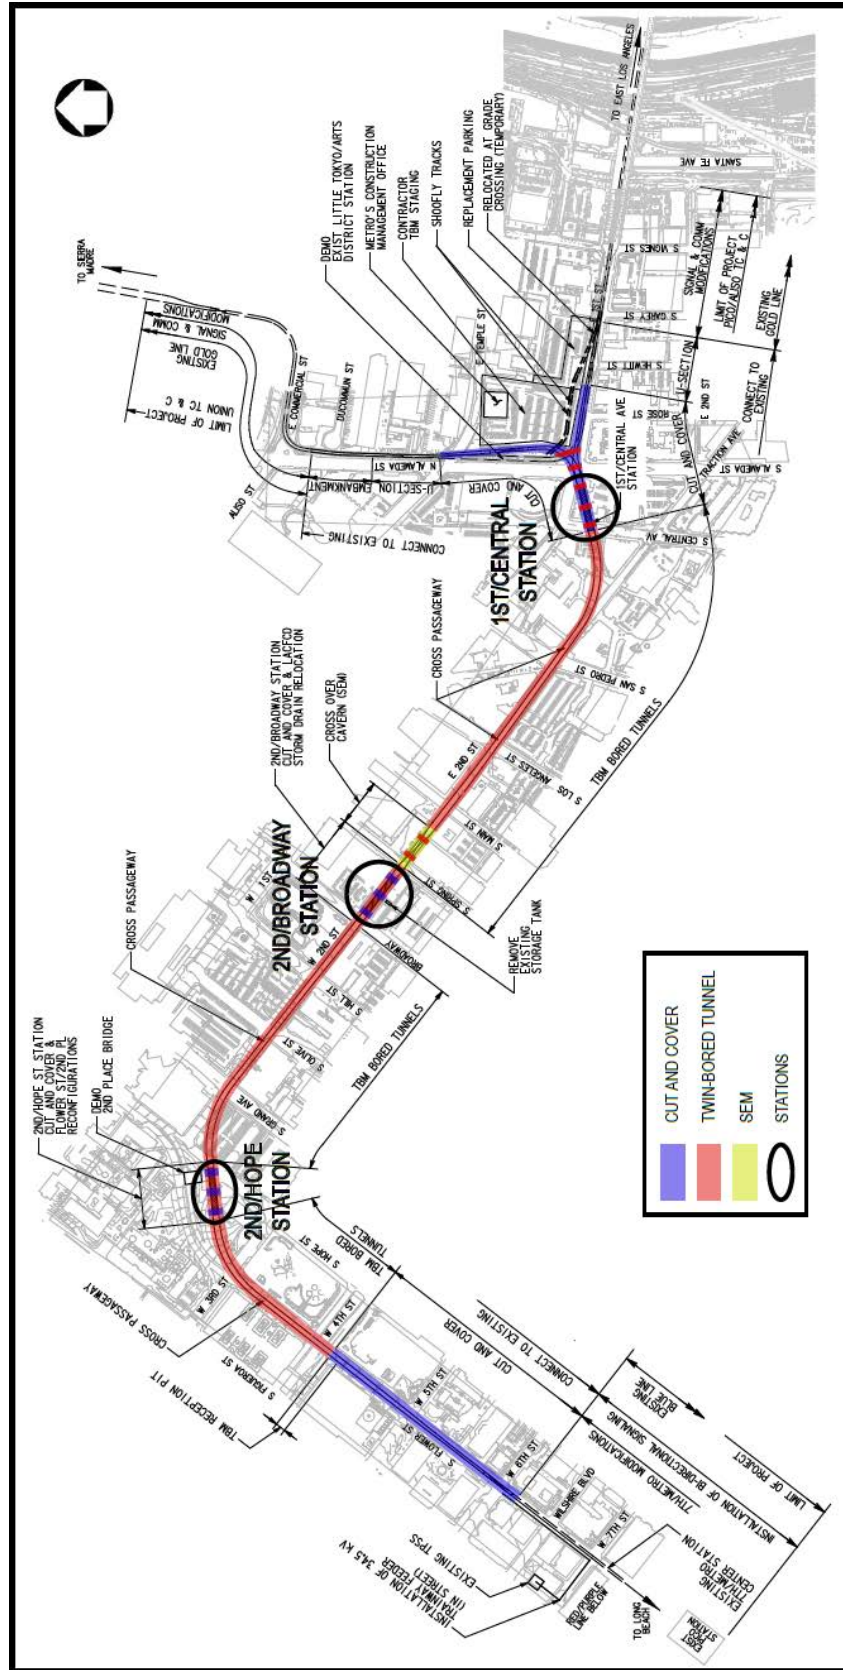 TO EAST LOS ANGELES
SANTA FE AVE
DEMO
EXIST LITTLE TOKYO/ARTS
DISTRICT STATION
METRO'S CONSTRUCTION
MANAGEMENT OFFICE
CONTRACTOR
TBM STAGING
SHOOFLY TRACKS
REPLACEMENT PARKING
RELOCATED AT GRADE
CROSSING (TEMPORARY)
S VIGNES ST
SIGNAL & COMM
MODIFICATIONS
LIMIT OF PROJECT
PICO/ALISO TC & C
EXISTING
GOLD LINE
TO SIERRA
MADRE
SIGNAL & COMM
MODIFICATIONS
EXISTING
GOLD LINE
LIMIT OF PROJECT
UNION TC & C
E COMMERCIAL ST
DUCOMMUN ST
E TEMPLE ST
S GAREY ST
S HEWITT ST
ROSE ST
E 2ND ST
U-SECTION
CONNECT TO
EXISTING
CUT AND COVER
TRACTION AVE
S ALAMEDA ST
N ALAMEDA ST
ALISO ST
EMBANKMENT
U-SECTION
CUT AND COVER
CONNECT TO EXISTING
1ST/CENTRAL AVE
STATION
S CENTRAL AV
1ST/CENTRAL
STATION
CROSS PASSAGEWAY
S SAN PEDRO ST
TBM BORED TUNNELS
2ND/BROADWAY STATION
CUT AND COVER & LACFCD
STORM DRAIN RELOCATION
CROSS OVER
CAVERN (SEM)
E 2ND ST
S LOS ANGELES ST
S MAIN ST
S SPRING ST
2ND/BROADWAY
STATION
REMOVE
EXISTING
STORAGE TANK
CROSS PASSAGEWAY
W 1ST
W 2ND ST
BROADWAY
S HILL ST
S OLIVE ST
TBM BORED TUNNELS
S GRAND AVE
2ND/HOPE ST STATION
CUT AND COVER &
FLOWER ST/2ND PL
RECONFIGURATIONS
DEMO
2ND PLACE BRIDGE
2ND/HOPE
STATION
S HOPE ST
TBM BORED
TUNNELS
CROSS PASSAGEWAY
W 3RD ST
W 4TH ST
S FIGUEROA ST
TBM RECEPTION PIT
CUT AND COVER
CONNECT TO EXISTING
W 5TH ST
S FLOWER ST
W 6TH ST
WILSHIRE BLVD
W 7TH ST
EXISTING
BLUE LINE
7TH/METRO MODIFICATIONS
INSTALLATION OF BI-DIRECTIONAL SIGNALING
LIMIT OF PROJECT
INSTALLATION OF 34.5 KV
TRAINWAY FEEDER
(IN STREET)
EXISTING TPSS
RED/PURPLE
LINE BELOW
TO LONG
BEACH
EXISTING
7TH/METRO
CENTER STATION
EXIST
PICO
STATION
CUT AND COVER
TWIN-BORED TUNNEL
SEM
STATIONS